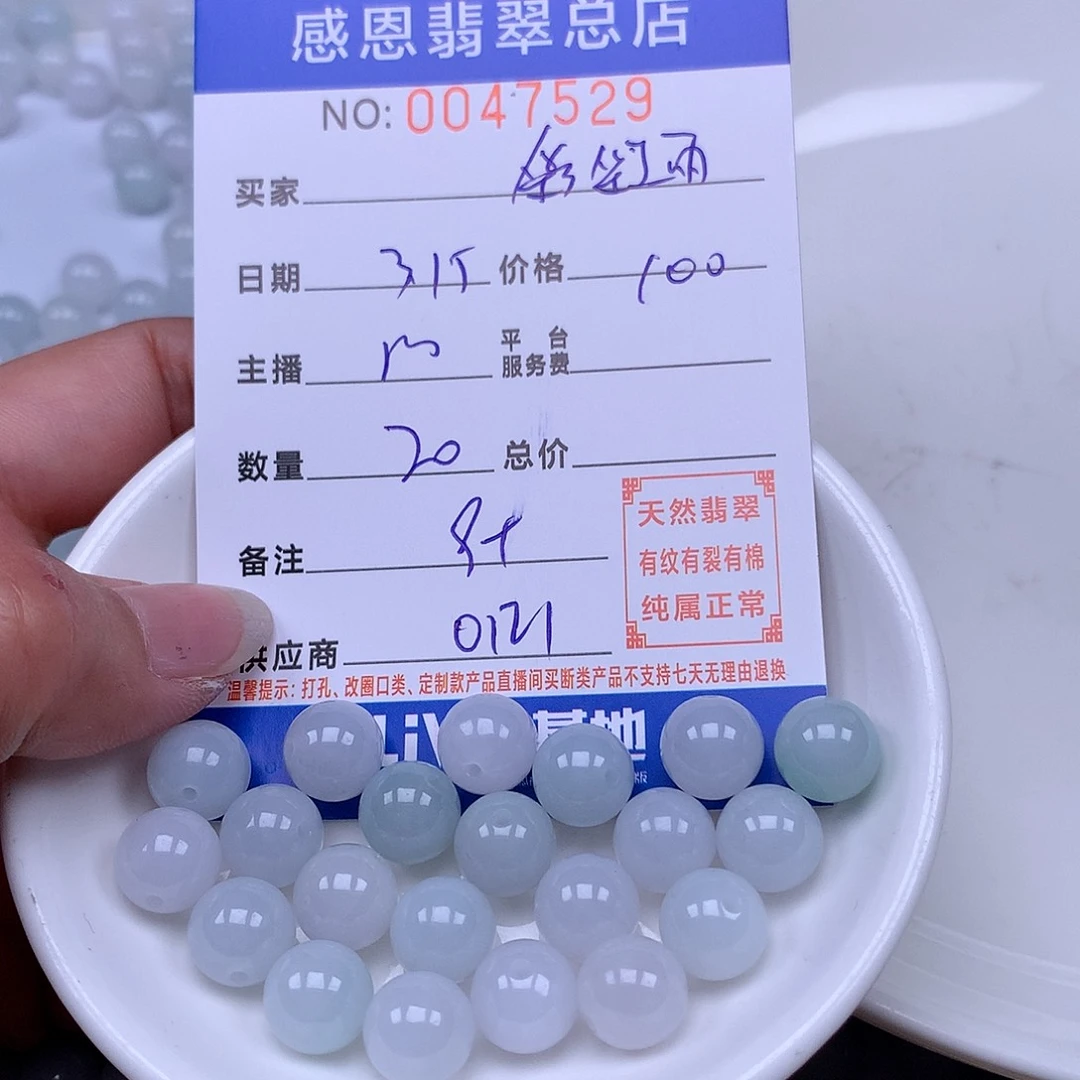 感恩翡翠总店
NO: 0047529
买家
日期 3.15 价格 100
主播
平台
服务费
数量 20 总价
备注
供应商 0121
天然翡翠
有纹有裂有棉
纯属正常
温馨提示：打孔、改圈口类、定制款产品直播间买断类产品不支持七天无理由退换
基地